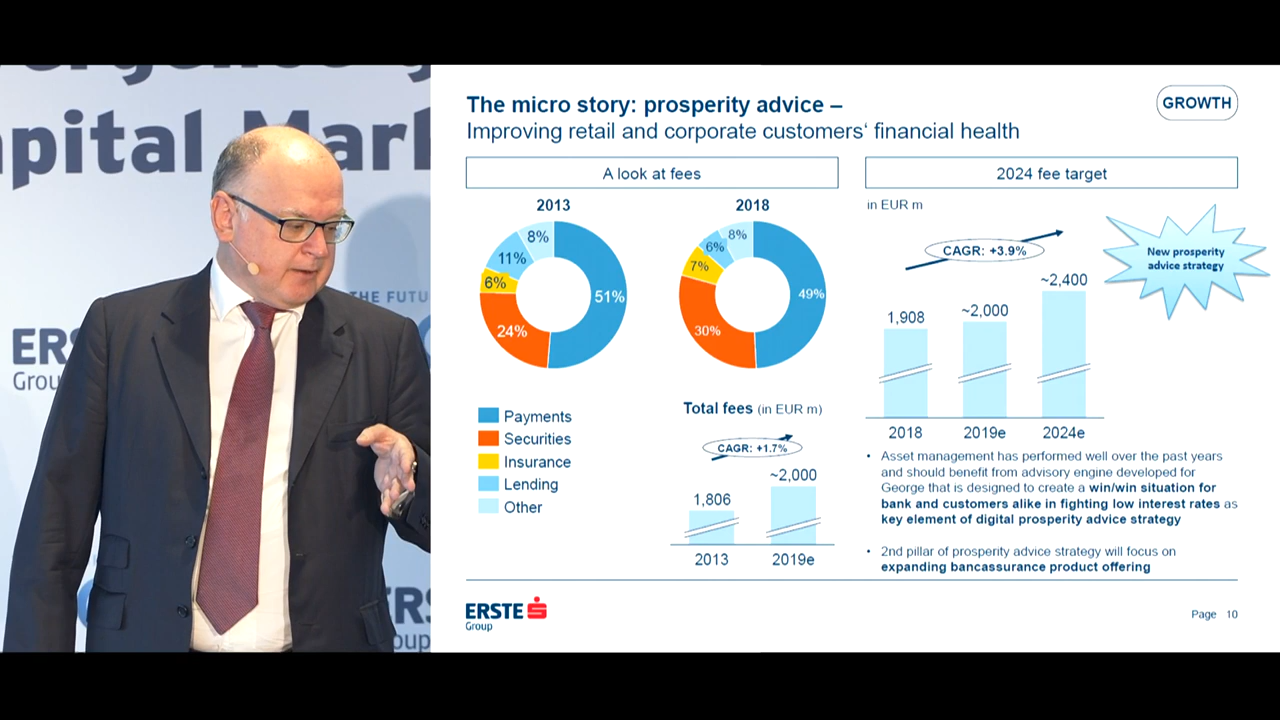 apital Mark
THE FUTU
ERS
Grou
ERS
oup
The micro story: prosperity advice –
Improving retail and corporate customers‘ financial health
GROWTH
A look at fees
2013
2018
8%
11%
6%
24%
51%
8%
6%
7%
30%
49%
Payments
Securities
Insurance
Lending
Other
Total fees (in EUR m)
CAGR: +1.7%
1,806
~2,000
2013
2019e
2024 fee target
in EUR m
CAGR: +3.9%
New prosperity
advice strategy
1,908
~2,000
~2,400
2018
2019e
2024e
• Asset management has performed well over the past years
and should benefit from advisory engine developed for
George that is designed to create a win/win situation for
bank and customers alike in fighting low interest rates as
key element of digital prosperity advice strategy
• 2nd pillar of prosperity advice strategy will focus on
expanding bancassurance product offering
ERSTE
Group
Page 10